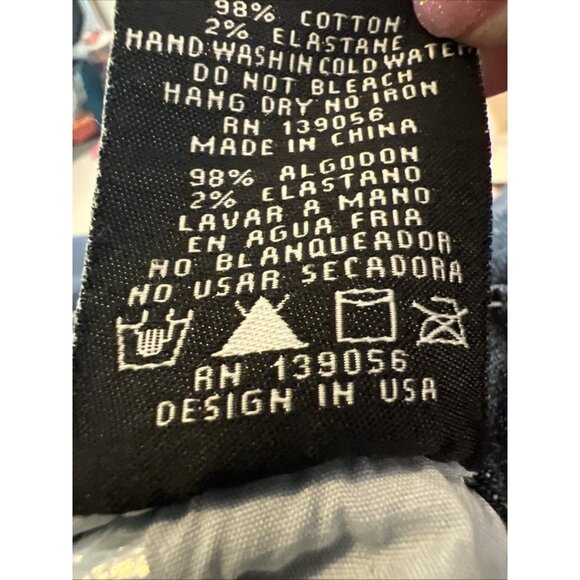 98% COTTON
2% ELASTANE
HAND WASH IN COLD WATER
DO NOT BLEACH
HANG DRY NO IRON
RN 139056
MADE IN CHINA
98% ALGODON
2% ELASTANO
LAVAR A MANO
EN AGUA FRIA
NO BLANQUEADOR
NO USAR SECADORA
RN 139056
DESIGN IN USA